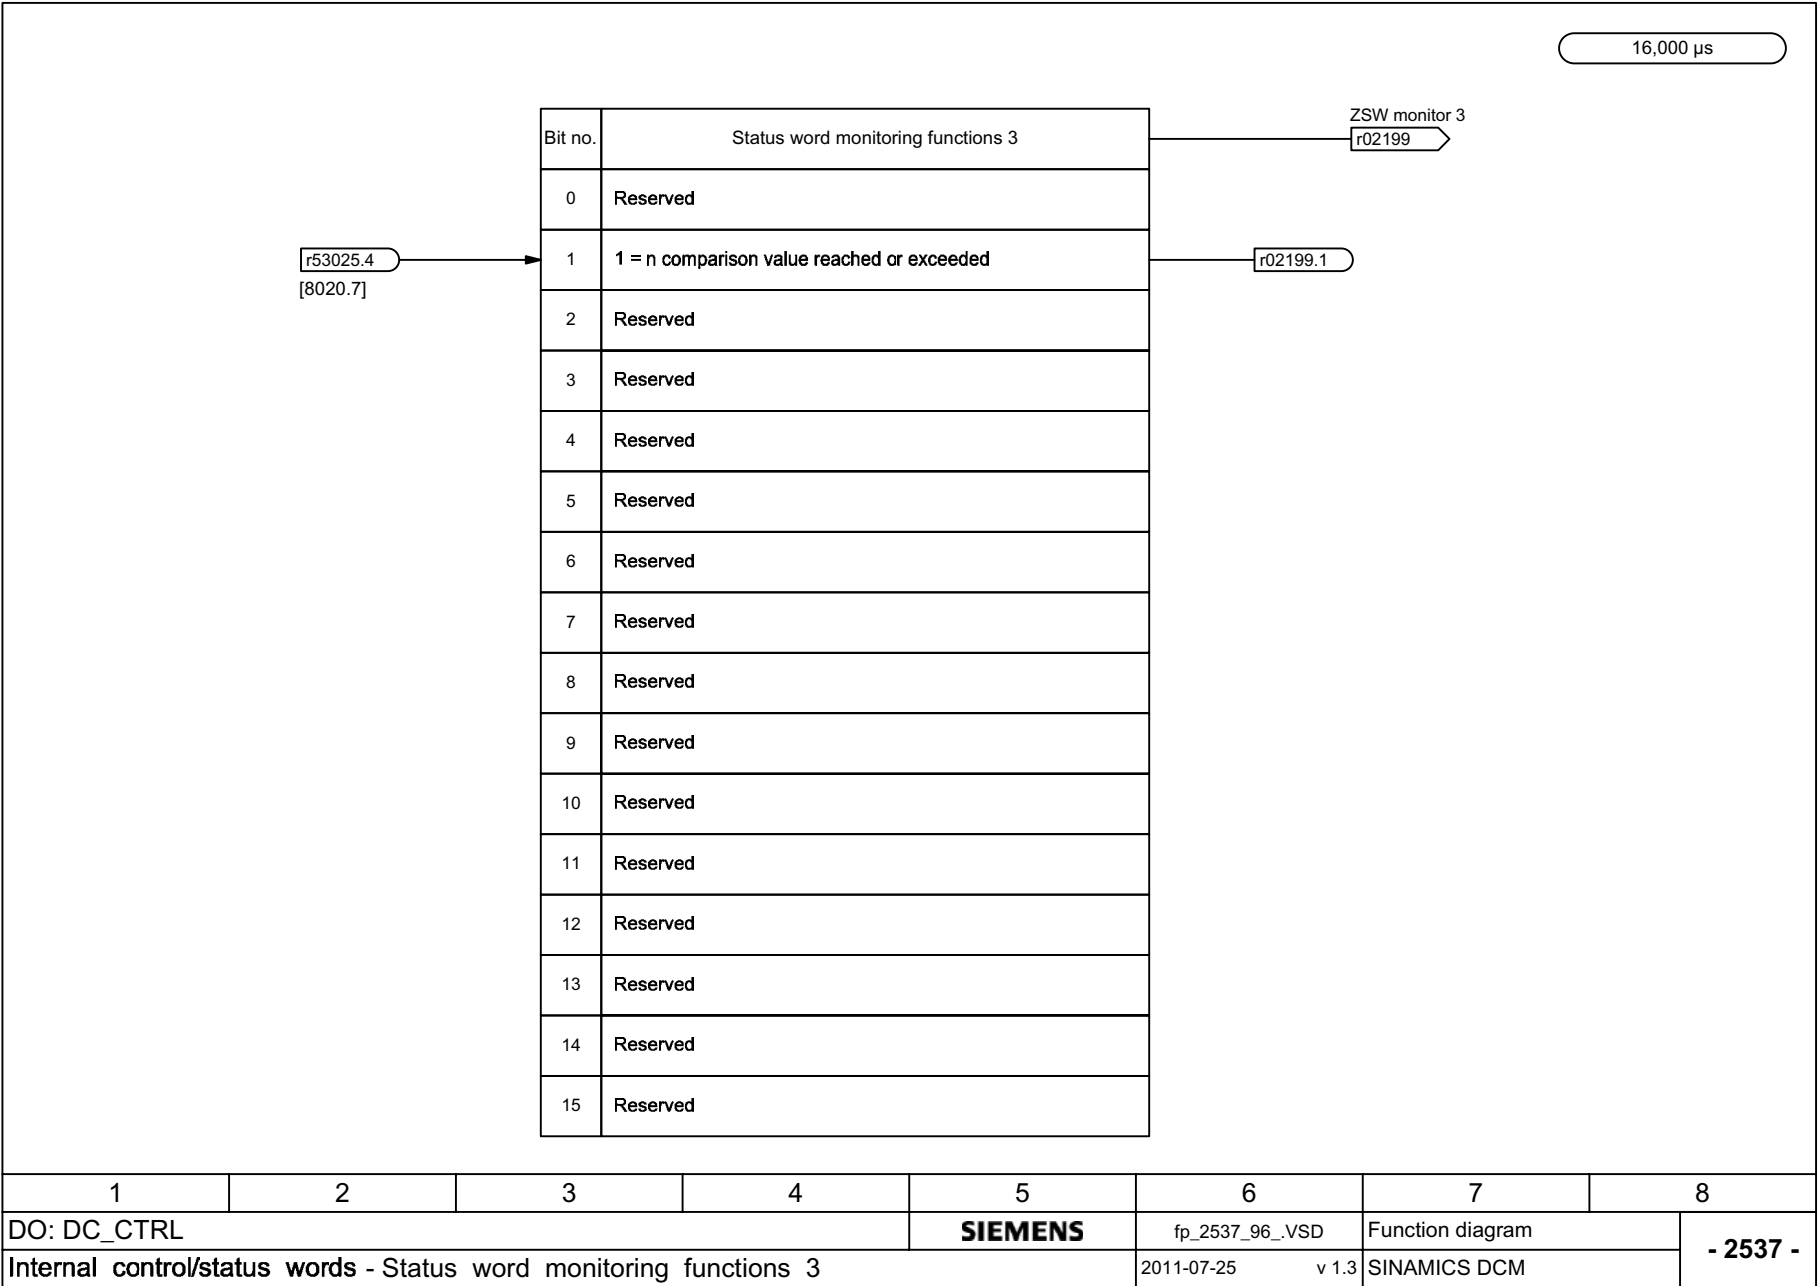 16,000 µs
ZSW monitor 3
Bit no. Status word monitoring functions 3 r02199
0 Reserved
r53025.4 1 1 = n comparison value reached or exceeded r02199.1
[8020.7]
2 Reserved
3 Reserved
4 Reserved
5 Reserved
6 Reserved
7 Reserved
8 Reserved
9 Reserved
10 Reserved
11 Reserved
12 Reserved
13 Reserved
14 Reserved
15 Reserved
1 2 3 4 5 6 7 8
DO: DC_CTRL SIEMENS fp_2537_96_.VSD Function diagram - 2537 -
Internal control/status words - Status word monitoring functions 3 2011-07-25 v 1.3 SINAMICS DCM